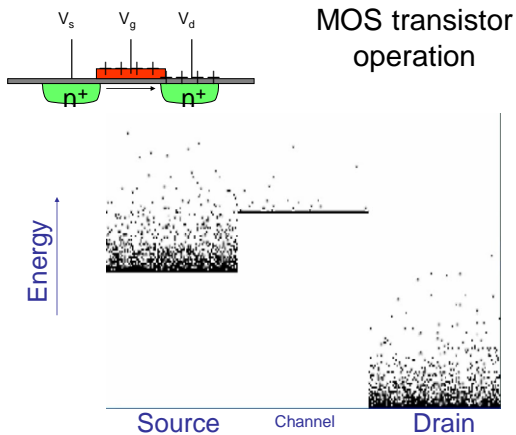 MOS transistor
operation
Vs Vg Vd
+ + + + + + + + +
n+ n+
Energy
Source Channel Drain